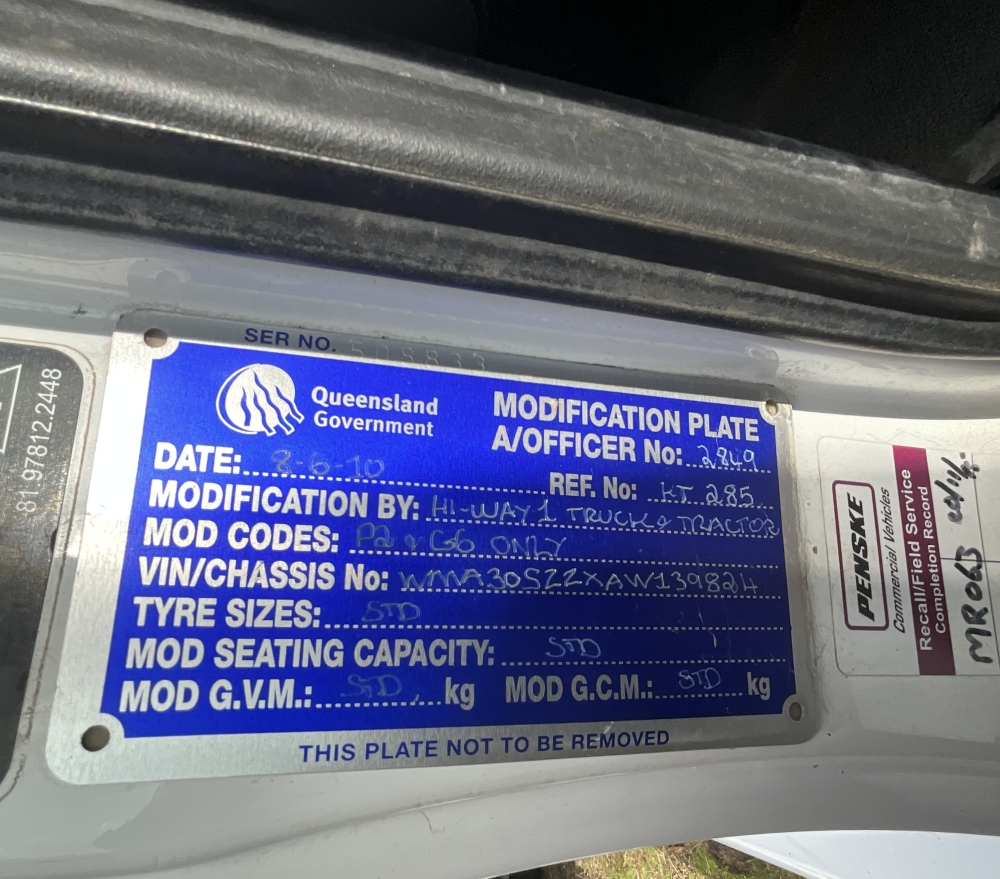 SER NO. 508833
Queensland
Government
MODIFICATION PLATE
A/OFFICER No: 2849
DATE: 8-6-10
REF. No: KT 285
MODIFICATION BY: HI-WAY 1 TRUCK & TRACTOR
MOD CODES: P2 & G6 ONLY
VIN/CHASSIS No: WMA30SZZXAW139824
TYRE SIZES: STD
MOD SEATING CAPACITY: STD
MOD G.V.M.: STD kg MOD G.C.M.: STD kg
THIS PLATE NOT TO BE REMOVED
81.97812.2448
PENSKE
Commercial Vehicles
Recall/Field Service
Completion Record